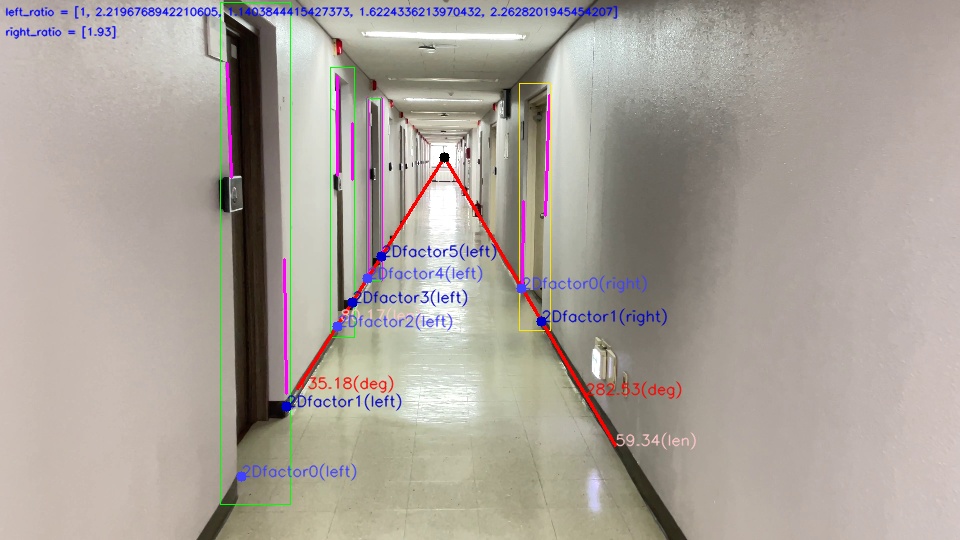 left_ratio = [1, 2.2196768942210605, 1.1403844415427373, 1.6224336213970432, 2.2628201945454207]
right_ratio = [1.93]
2Dfactor5(left)
2Dfactor4(left)
2Dfactor0(right)
2Dfactor3(left)
2Dfactor2(left)
2Dfactor1(right)
35.18(deg)
282.53(deg)
2Dfactor1(left)
59.34(len)
2Dfactor0(left)